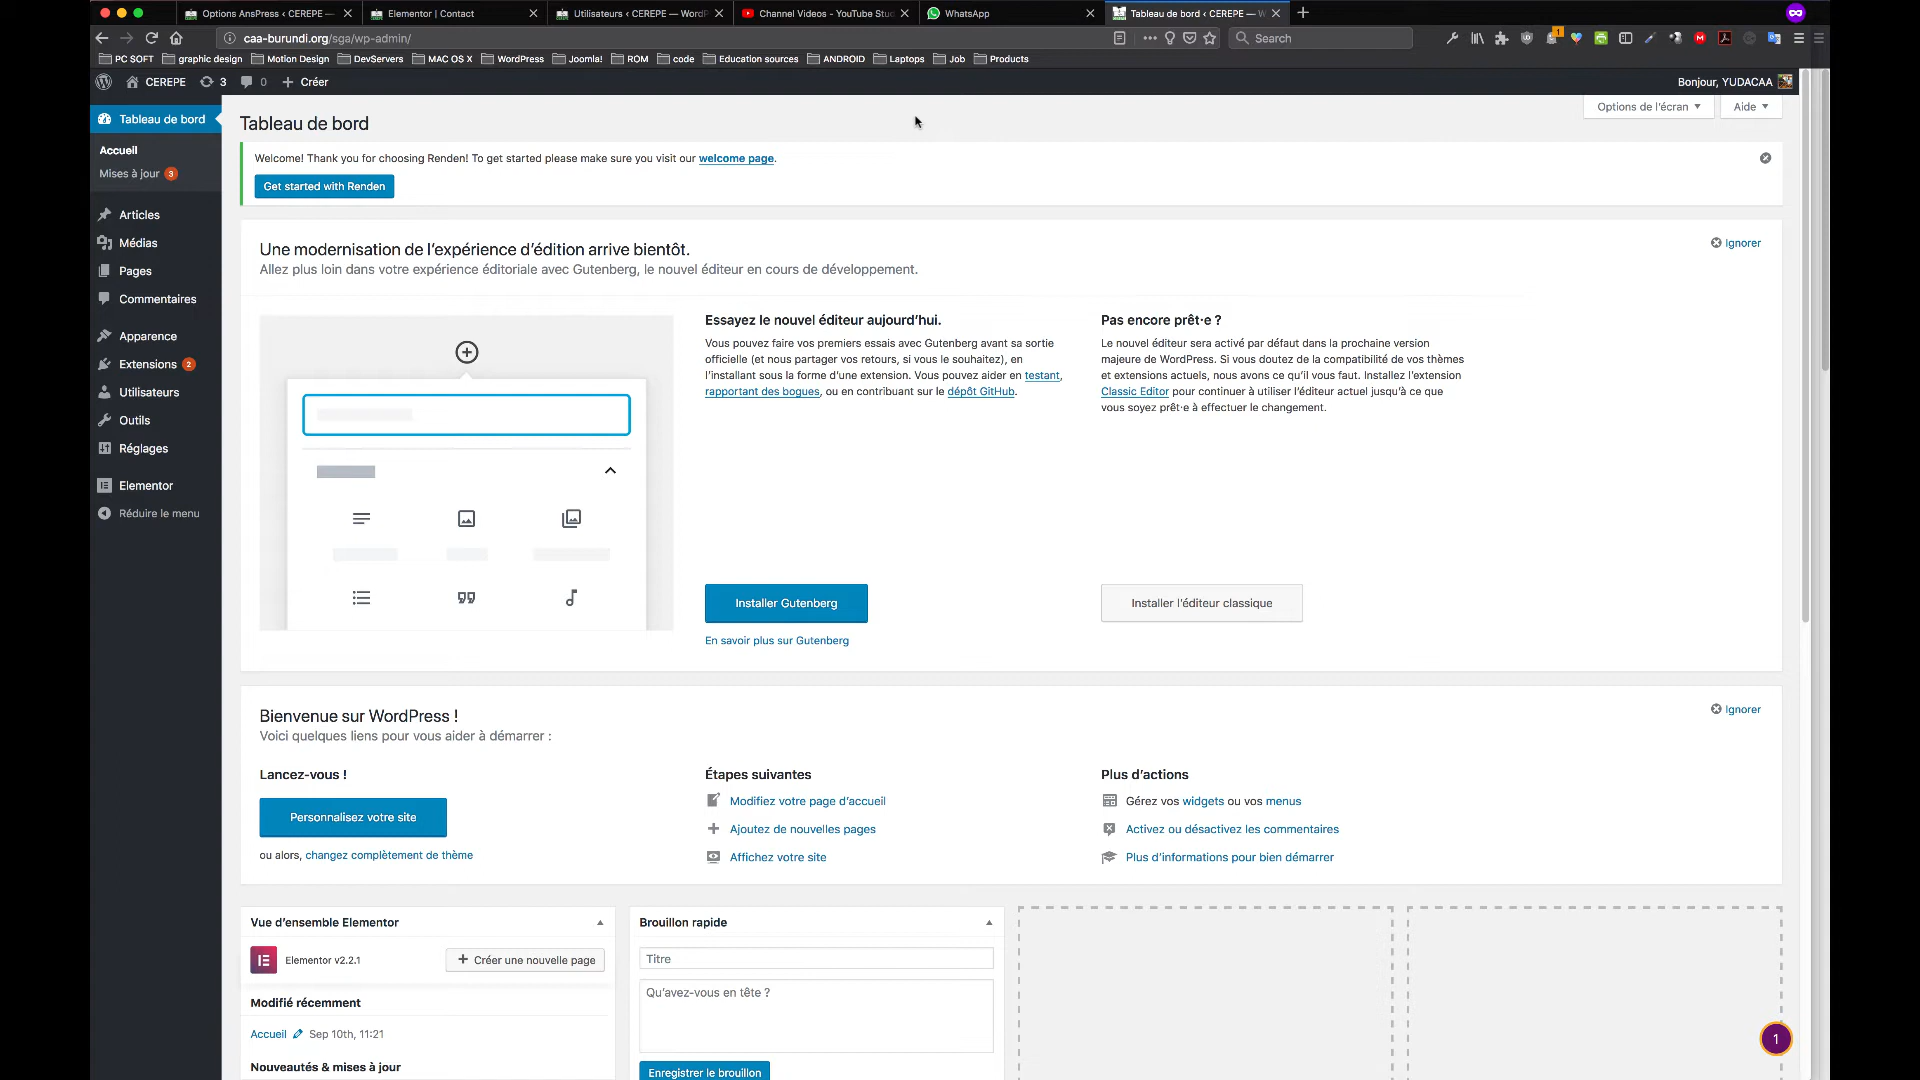 Options AnsPress ‹ CEREPE —
Elementor | Contact
Utilisateurs ‹ CEREPE — WordP
Channel Videos - YouTube Stud
WhatsApp
Tableau de bord ‹ CEREPE — W
caa-burundi.org/sga/wp-admin/
Search
1
PC SOFT
graphic design
Motion Design
DevServers
MAC OS X
WordPress
Joomla!
ROM
code
Education sources
ANDROID
Laptops
Job
Products
CEREPE
3
0
Créer
Bonjour, YUDACAA
Tableau de bord
Accueil
Mises à jour 3
Articles
Médias
Pages
Commentaires
Apparence
Extensions 2
Utilisateurs
Outils
Réglages
Elementor
Réduire le menu
Options de l'écran
Aide
Tableau de bord
Welcome! Thank you for choosing Renden! To get started please make sure you visit our welcome page.
Get started with Renden
Une modernisation de l'expérience d'édition arrive bientôt.
Allez plus loin dans votre expérience éditoriale avec Gutenberg, le nouvel éditeur en cours de développement.
Ignorer
Essayez le nouvel éditeur aujourd'hui.
Vous pouvez faire vos premiers essais avec Gutenberg avant sa sortie
officielle (et nous partager vos retours, si vous le souhaitez), en
l'installant sous la forme d'une extension. Vous pouvez aider en testant,
rapportant des bogues, ou en contribuant sur le dépôt GitHub.
Installer Gutenberg
En savoir plus sur Gutenberg
Pas encore prêt·e ?
Le nouvel éditeur sera activé par défaut dans la prochaine version
majeure de WordPress. Si vous doutez de la compatibilité de vos thèmes
et extensions actuels, nous avons ce qu'il vous faut. Installez l'extension
Classic Editor pour continuer à utiliser l'éditeur actuel jusqu'à ce que
vous soyez prêt·e à effectuer le changement.
Installer l'éditeur classique
Bienvenue sur WordPress !
Voici quelques liens pour vous aider à démarrer :
Ignorer
Lancez-vous !
Personnalisez votre site
ou alors, changez complètement de thème
Étapes suivantes
Modifiez votre page d'accueil
Ajoutez de nouvelles pages
Affichez votre site
Plus d'actions
Gérez vos widgets ou vos menus
Activez ou désactivez les commentaires
Plus d'informations pour bien démarrer
Vue d'ensemble Elementor
Elementor v2.2.1
Créer une nouvelle page
Modifié récemment
Accueil Sep 10th, 11:21
Nouveautés & mises à jour
Brouillon rapide
Titre
Qu'avez-vous en tête ?
Enregistrer le brouillon
1